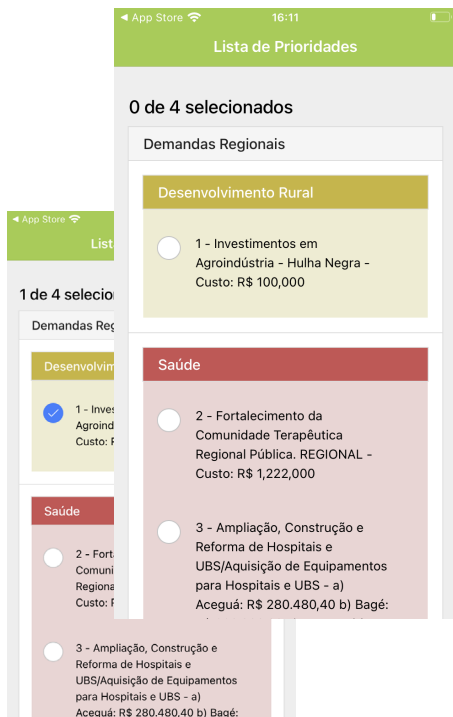 ◀ App Store 16:11
Lista de Prioridades
0 de 4 selecionados
Demandas Regionais
Desenvolvimento Rural
1 - Investimentos em
Agroindústria - Hulha Negra -
Custo: R$ 100,000
Saúde
2 - Fortalecimento da
Comunidade Terapêutica
Regional Pública. REGIONAL -
Custo: R$ 1,222,000
3 - Ampliação, Construção e
Reforma de Hospitais e
UBS/Aquisição de Equipamentos
para Hospitais e UBS - a)
Aceguá: R$ 280.480,40 b) Bagé:
◀ App Store
List
1 de 4 selecio
Demandas Reg
Desenvolvim
1 - Inves
Agroind
Custo:
Saúde
2 - Fort
Comuni
Regiona
Custo:
3 - Ampliação, Construção e
Reforma de Hospitais e
UBS/Aquisição de Equipamentos
para Hospitais e UBS - a)
Aceguá: R$ 280.480,40 b) Bagé: